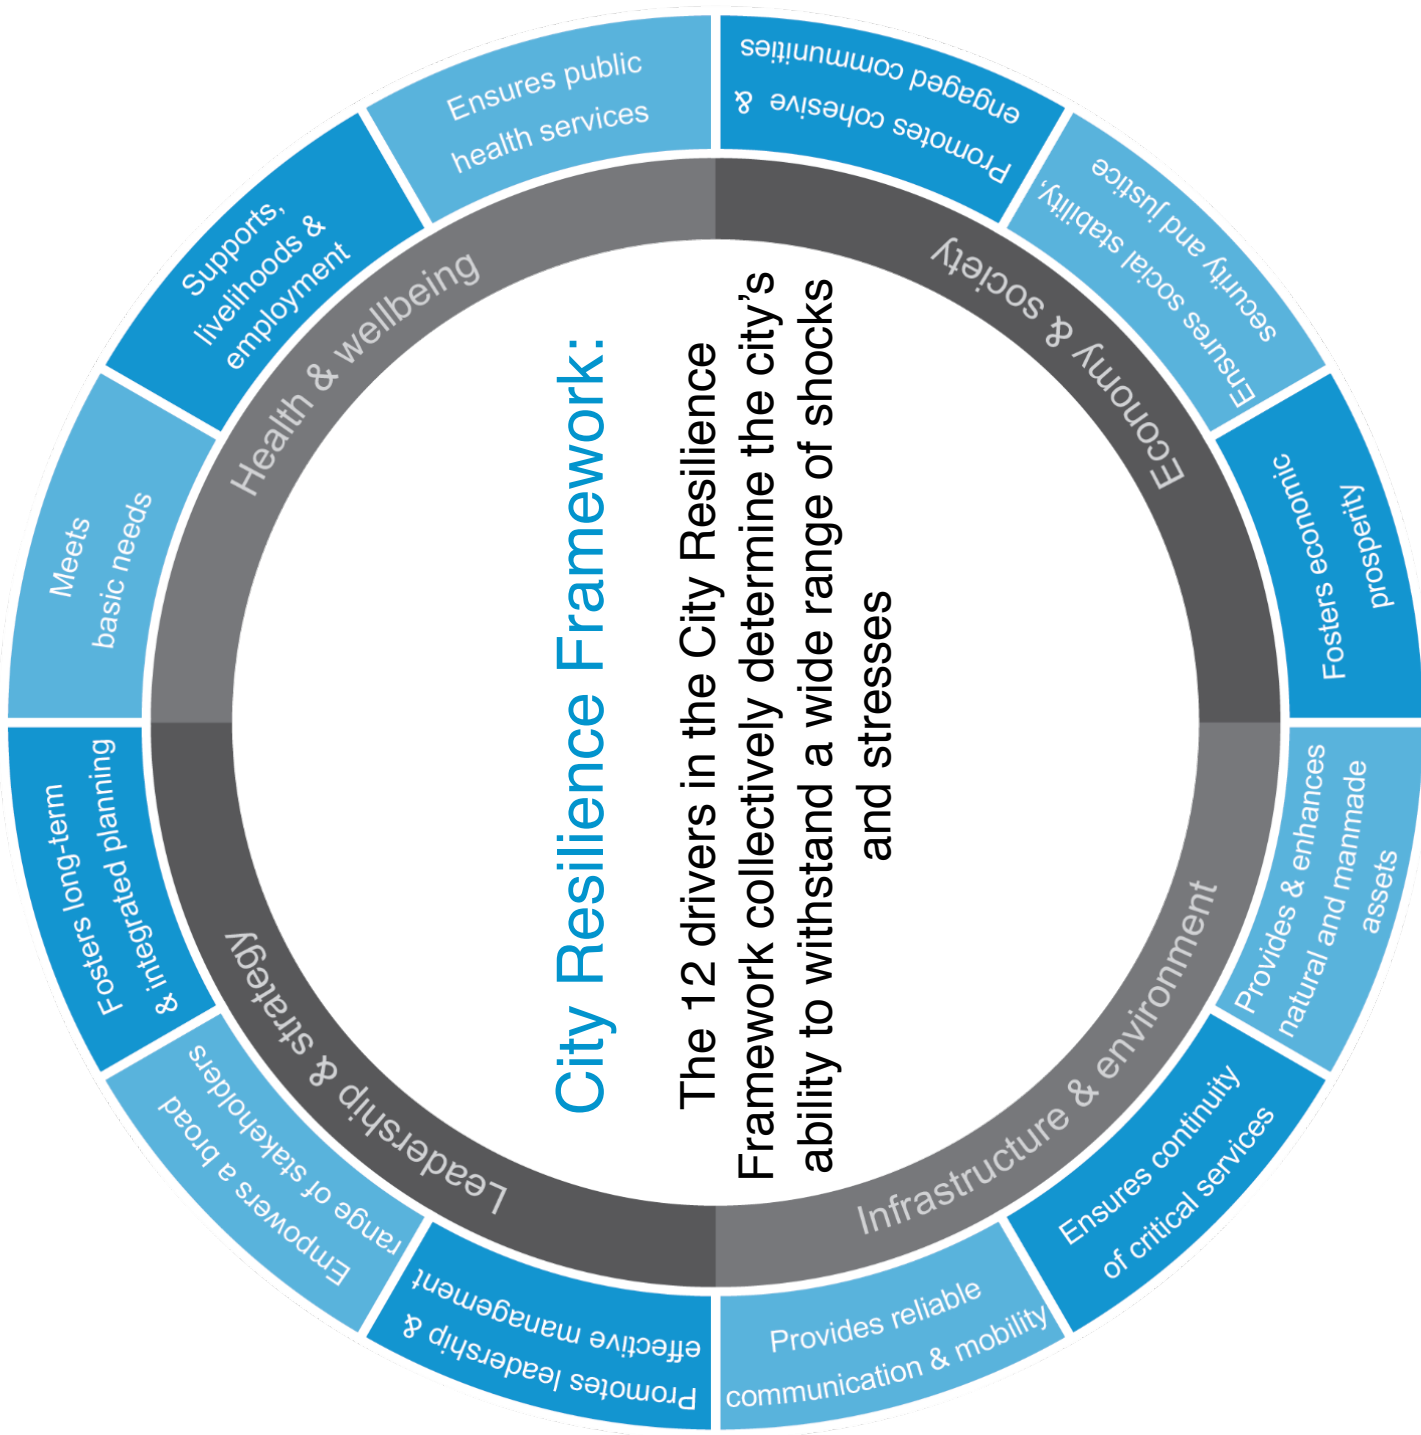 City Resilience Framework:
The 12 drivers in the City Resilience
Framework collectively determine the city’s
ability to withstand a wide range of shocks
and stresses
Health & wellbeing
Meets
basic needs
Supports,
livelihoods &
employment
Ensures public
health services
Economy & society
Promotes cohesive &
engaged communities
Ensures social stability,
security and justice
Fosters economic
prosperity
Infrastructure & environment
Provides & enhances
natural and manmade
assets
Ensures continuity
of critical services
Provides reliable
communication & mobility
Leadership & strategy
Promotes leadership &
effective management
Empowers a broad
range of stakeholders
Fosters long-term
& integrated planning